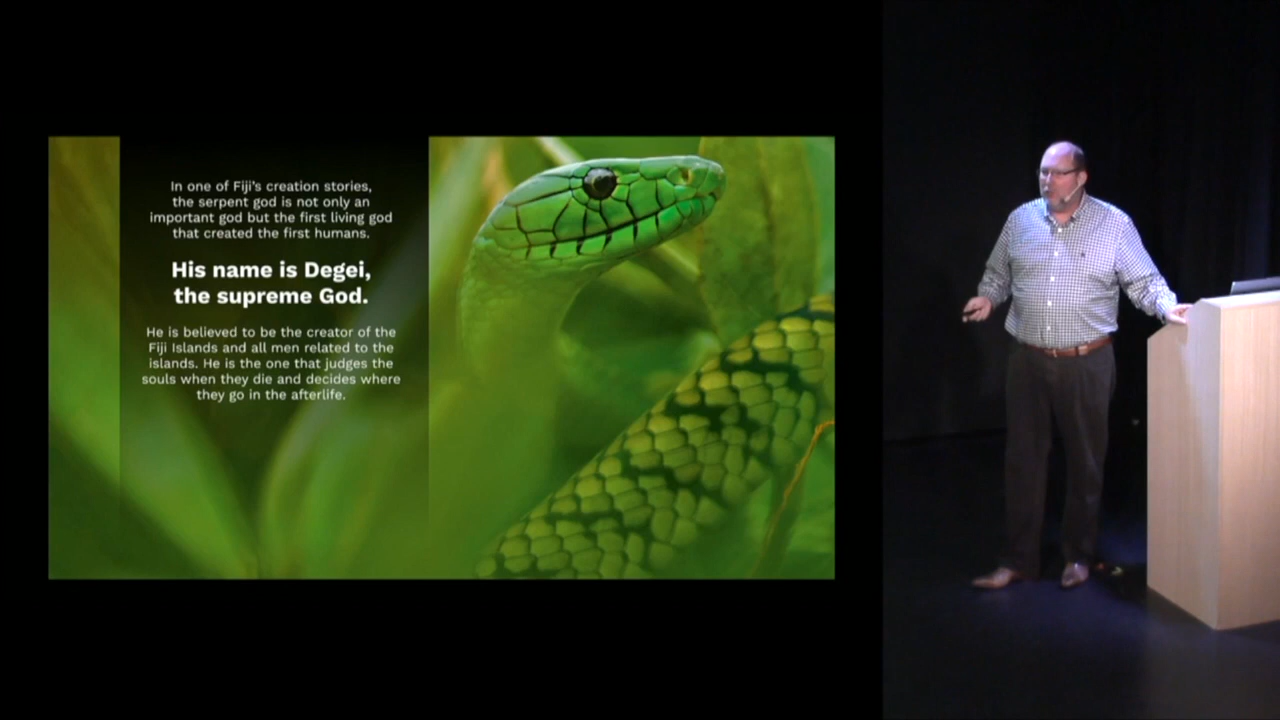 In one of Fiji's creation stories,
the serpent god is not only an
important god but the first living god
that created the first humans.
His name is Degei,
the supreme God.
He is believed to be the creator of the
Fiji Islands and all men related to the
islands. He is the one that judges the
souls when they die and decides where
they go in the afterlife.